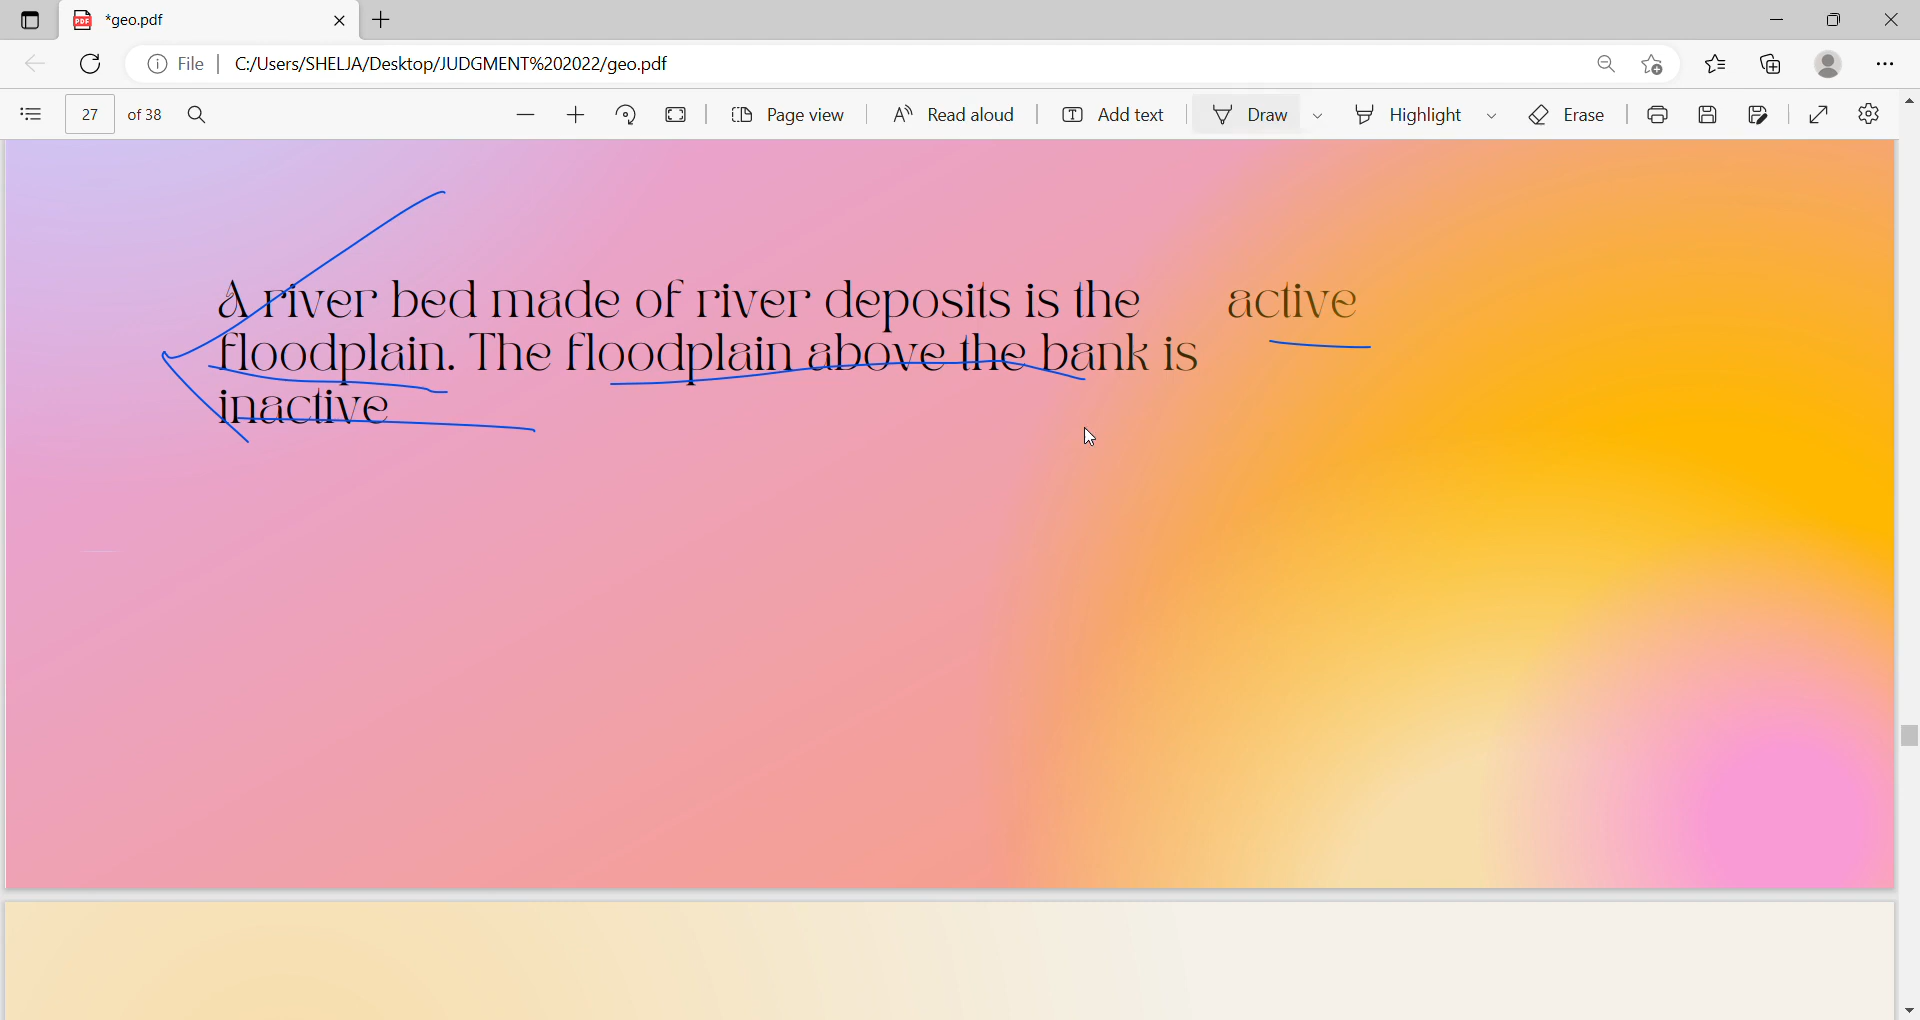 *geo.pdf
File | C:/Users/SHELJA/Desktop/JUDGMENT%202022/geo.pdf
27 of 38 Page view Read aloud Add text Draw Highlight Erase
A river bed made of river deposits is the active
floodplain. The floodplain above the bank is
inactive